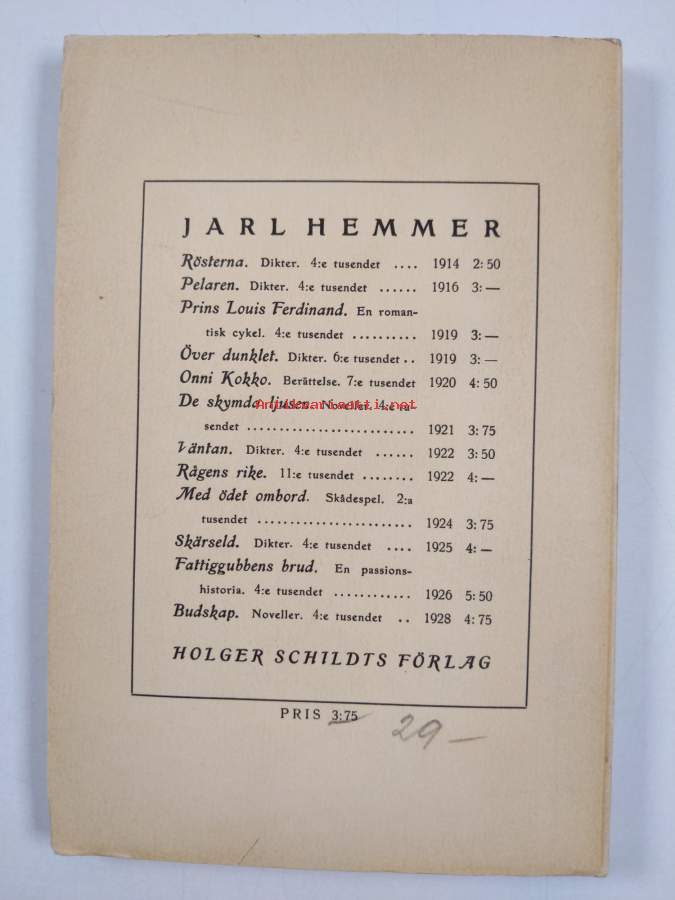 JARL HEMMER
Rösterna. Dikter. 4:e tusendet .... 1914 2:50
Pelaren. Dikter. 4:e tusendet ...... 1916 3:—
Prins Louis Ferdinand. En roman-
tisk cykel. 4:e tusendet .......... 1919 3:—
Över dunklet. Dikter. 6:e tusendet .. 1919 3:—
Onni Kokko. Berättelse. 7:e tusendet 1920 4:50
De skymda ljusen. Noveller. 4:e tu-
Antikvariaatti.net
sendet ........................ 1921 3:75
Väntan. Dikter. 4:e tusendet ...... 1922 3:50
Rågens rike. 11:e tusendet ........ 1922 4:—
Med ödet ombord. Skådespel. 2:a
tusendet ........................ 1924 3:75
Skärseld. Dikter. 4:e tusendet .... 1925 4:—
Fattiggubbens brud. En passions-
historia. 4:e tusendet ............ 1926 5:50
Budskap. Noveller. 4:e tusendet .. 1928 4:75
HOLGER SCHILDTS FÖRLAG
PRIS 3:75 29—